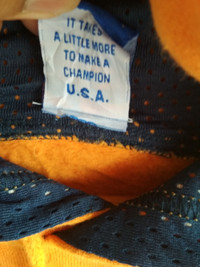 IT TAKES
A LITTLE MORE
TO MAKE A
CHAMPION
U.S.A.